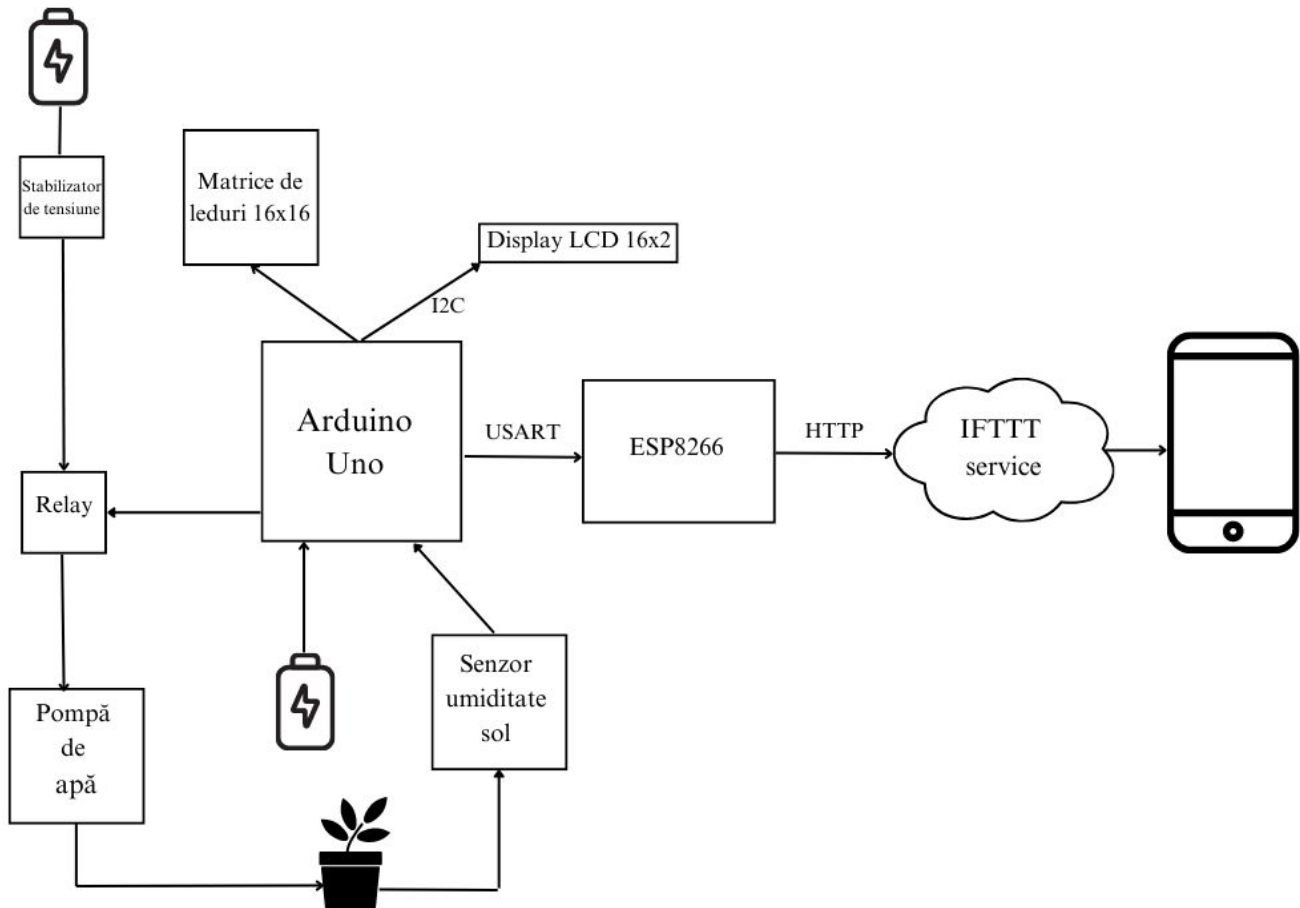 Stabilizator
de tensiune
Matrice de
leduri 16x16
Display LCD 16x2
I2C
Arduino
Uno
USART
ESP8266
HTTP
IFTTT
service
Relay
Senzor
umiditate
sol
Pompă
de
apă